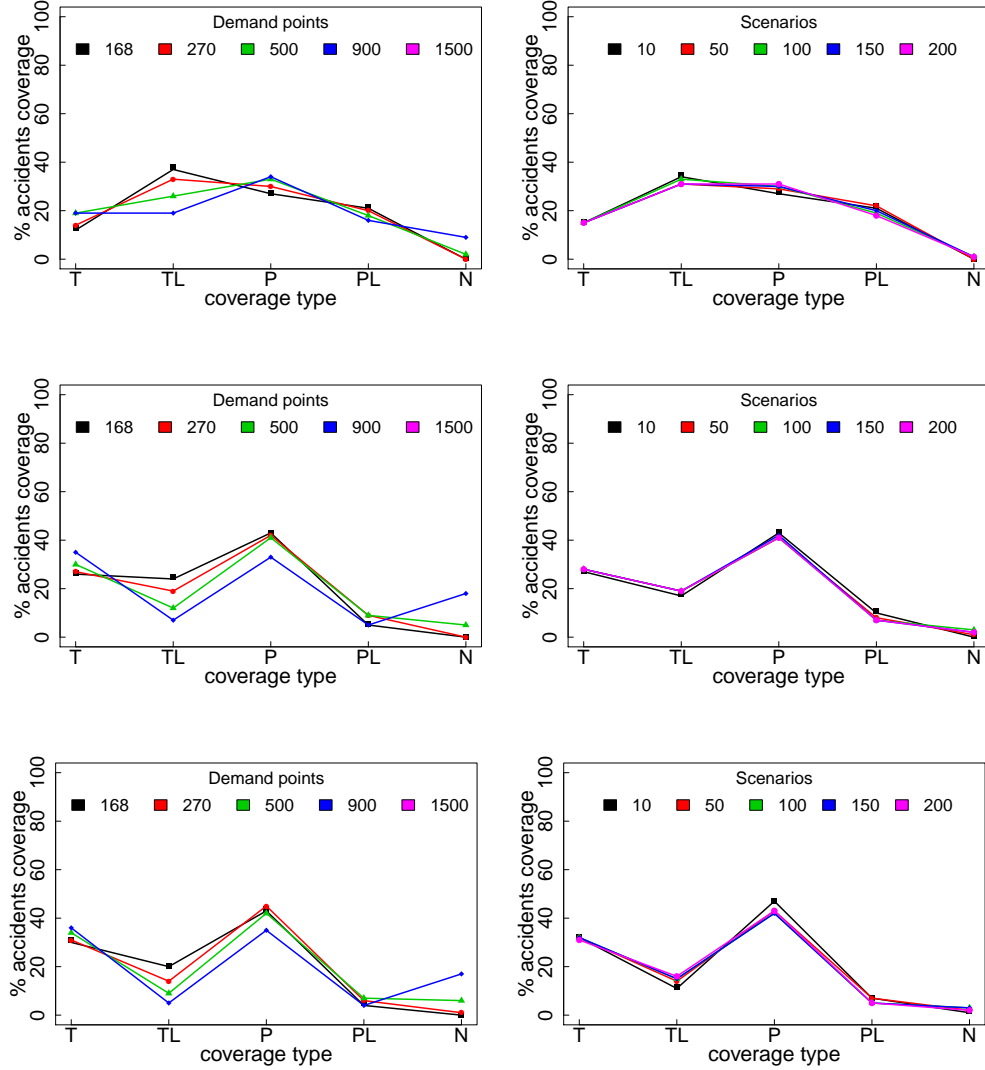 Demand points
168 270 500 900 1500
% accidents coverage
0 20 40 60 80 100
T TL P PL N
coverage type
Scenarios
10 50 100 150 200
% accidents coverage
0 20 40 60 80 100
T TL P PL N
coverage type
Demand points
168 270 500 900 1500
% accidents coverage
0 20 40 60 80 100
T TL P PL N
coverage type
Scenarios
10 50 100 150 200
% accidents coverage
0 20 40 60 80 100
T TL P PL N
coverage type
Demand points
168 270 500 900 1500
% accidents coverage
0 20 40 60 80 100
T TL P PL N
coverage type
Scenarios
10 50 100 150 200
% accidents coverage
0 20 40 60 80 100
T TL P PL N
coverage type